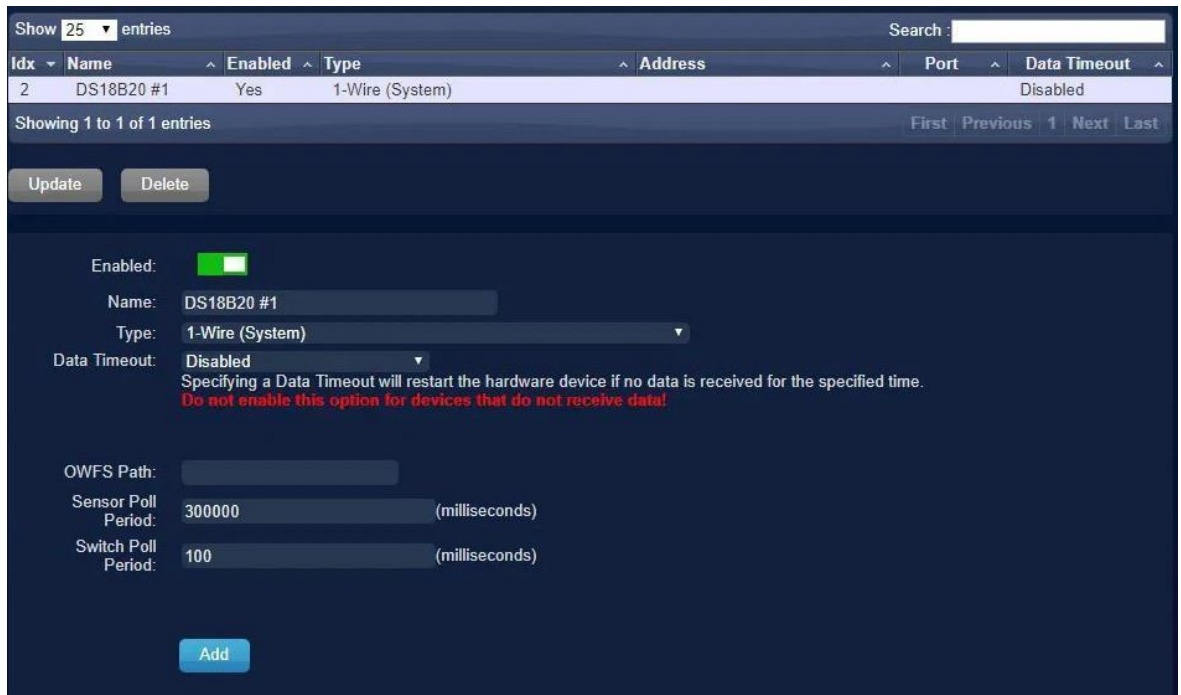 Show 25 entries Search :
Idx Name Enabled Type Address Port Data Timeout
2 DS18B20 #1 Yes 1-Wire (System) Disabled
Showing 1 to 1 of 1 entries First Previous 1 Next Last
Update Delete
Enabled:
Name: DS18B20 #1
Type: 1-Wire (System)
Data Timeout: Disabled
Specifying a Data Timeout will restart the hardware device if no data is received for the specified time.
Do not enable this option for devices that do not receive data!
OWFS Path:
Sensor Poll
Period: 300000 (milliseconds)
Switch Poll
Period: 100 (milliseconds)
Add